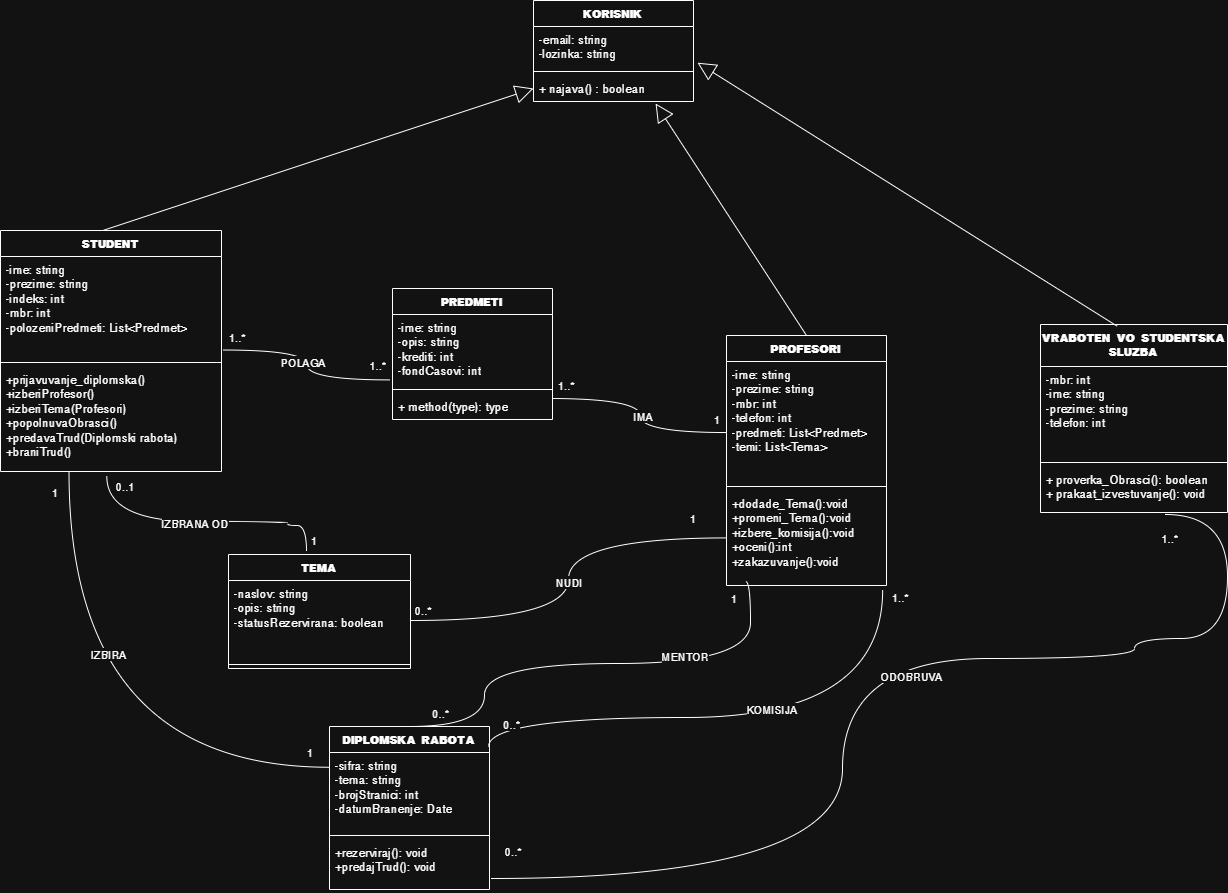 KORISNIK
-email: string
-lozinka: string
+ najava() : boolean
STUDENT
-ime: string
-prezime: string
-indeks: int
-mbr: int
-polozeniPredmeti: List<Predmet>
+prijavuvanje_diplomska()
+izberiProfesor()
+izberiTema(Profesori)
+popolnuvaObrasci()
+predavaTrud(Diplomski rabota)
+braniTrud()
1..*
POLAGA
1..*
PREDMETI
-ime: string
-opis: string
-krediti: int
-fondCasovi: int
+ method(type): type
1..*
IMA
1
PROFESORI
-ime: string
-prezime: string
-mbr: int
-telefon: int
-predmeti: List<Predmet>
-temi: List<Tema>
+dodade_Tema():void
+promeni_Tema():void
+izbere_komisija():void
+oceni():int
+zakazuvanje():void
VRABOTEN VO STUDENTSKA
SLUZBA
-mbr: int
-ime: string
-prezime: string
-telefon: int
+ proverka_Obrasci(): boolean
+ prakaat_izvestuvanje(): void
1
0..1
IZBRANA OD
1
TEMA
-naslov: string
-opis: string
-statusRezervirana: boolean
1
NUDI
0..*
1
MENTOR
0..*
1..*
KOMISIJA
0..*
1..*
ODOBRUVA
0..*
IZBIRA
1
DIPLOMSKA RABOTA
-sifra: string
-tema: string
-brojStranici: int
-datumBranenje: Date
+rezerviraj(): void
+predajTrud(): void